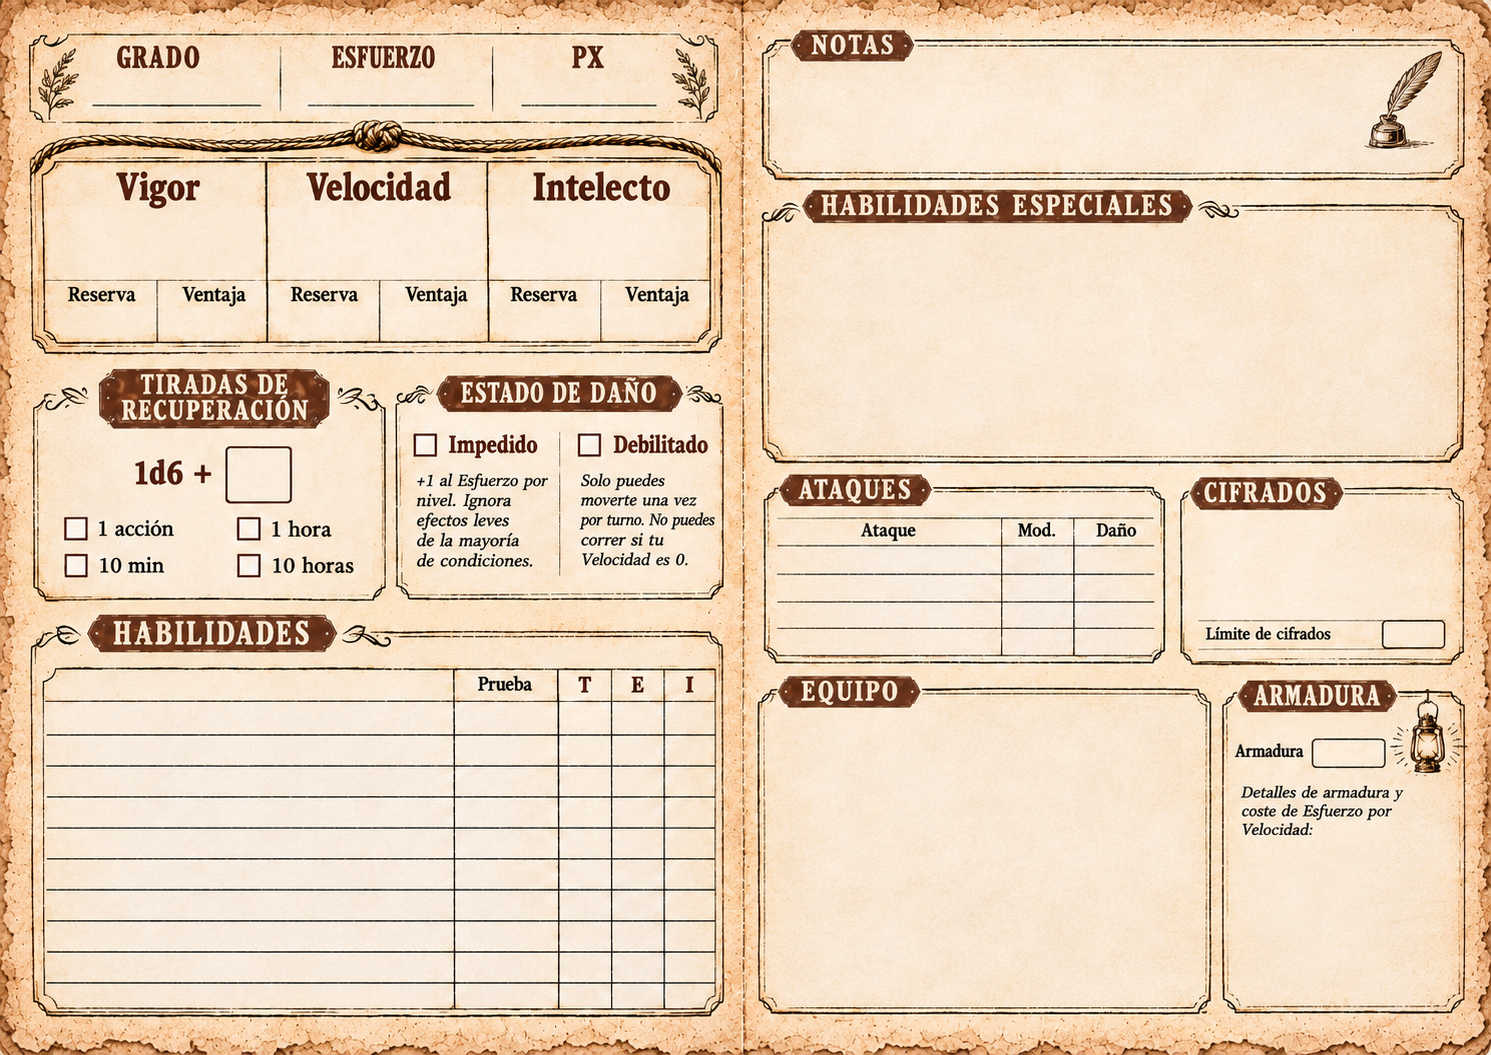 GRADO ESFUERZO PX
Vigor Velocidad Intelecto
Reserva Ventaja Reserva Ventaja Reserva Ventaja
TIRADAS DE
RECUPERACIÓN
1d6 +
1 acción 1 hora
10 min 10 horas
ESTADO DE DAÑO
Impedido
+1 al Esfuerzo por
nivel. Ignora
efectos leves
de la mayoría
de condiciones.
Debilitado
Solo puedes
moverte una vez
por turno. No puedes
correr si tu
Velocidad es 0.
HABILIDADES
Prueba T E I
NOTAS
HABILIDADES ESPECIALES
ATAQUES
Ataque Mod. Daño
CIFRADOS
Límite de cifrados
EQUIPO
ARMADURA
Armadura
Detalles de armadura y
coste de Esfuerzo por
Velocidad: